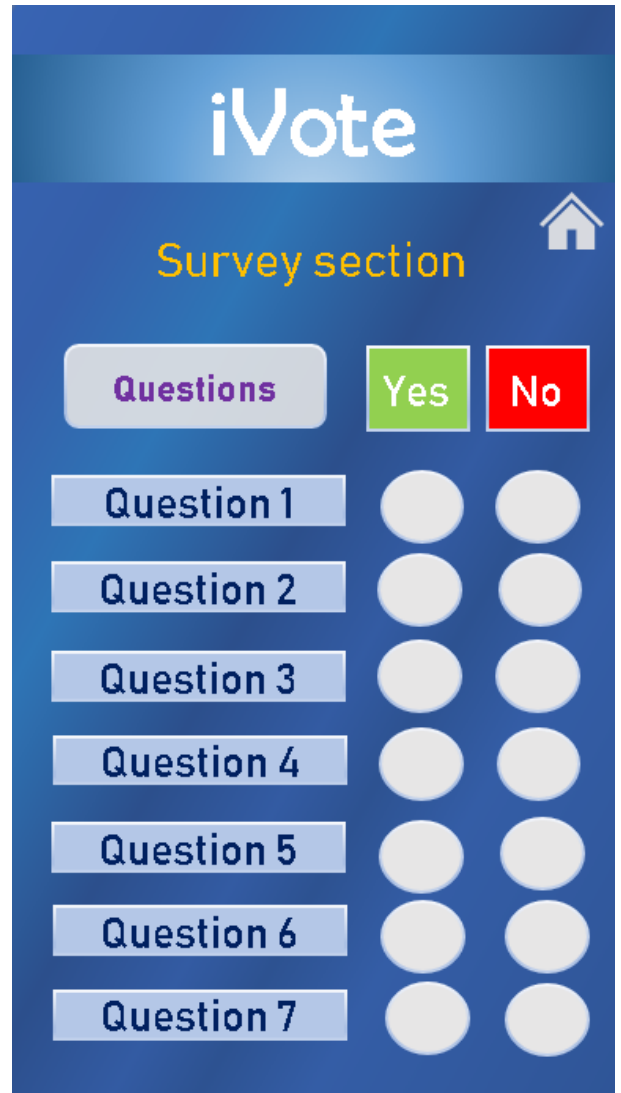 iVote
Survey section
Questions Yes No
Question 1
Question 2
Question 3
Question 4
Question 5
Question 6
Question 7